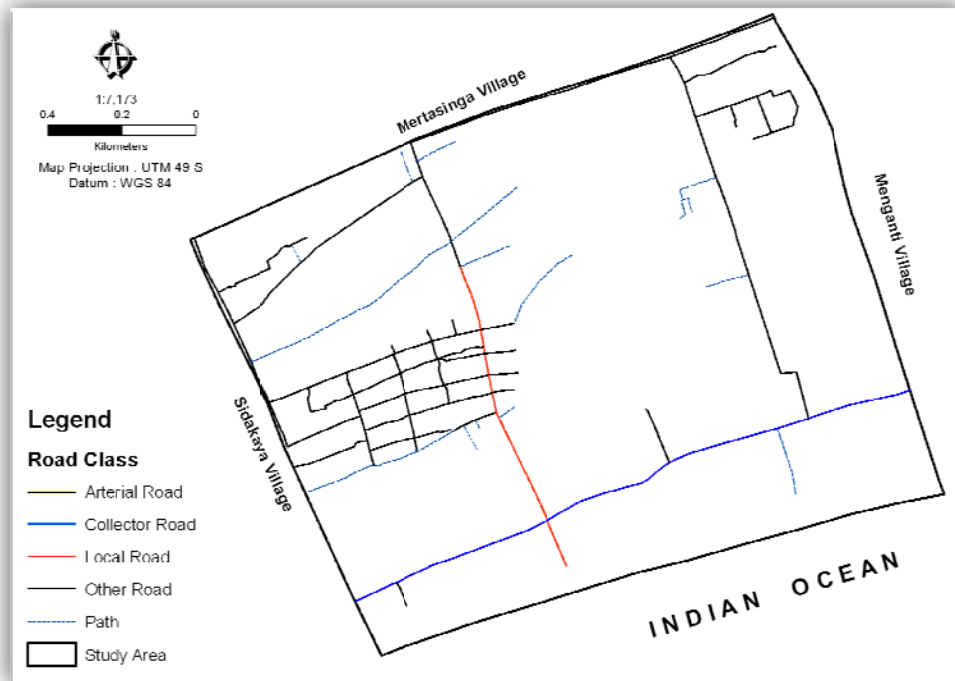 1:7,173
0.4 0.2 0
Kilometers
Map Projection : UTM 49 S
Datum : WGS 84
Mertasinga Village
Menganti Village
Sidakaya Village
Legend
Road Class
Arterial Road
Collector Road
Local Road
Other Road
Path
Study Area
INDIAN OCEAN